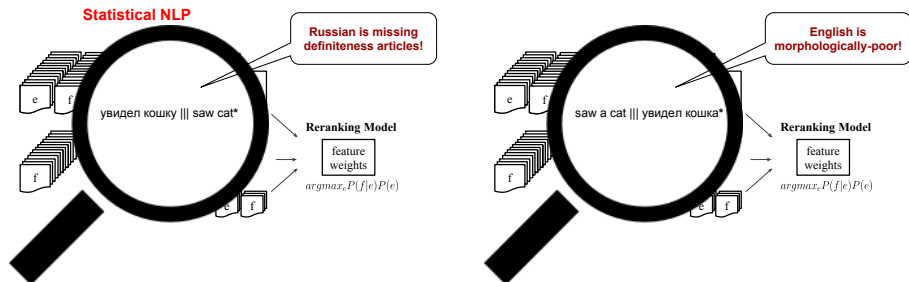 Statistical NLP
Russian is missing
definiteness articles!
e
f
увидел кошку ||| saw cat*
f
Reranking Model
feature
weights
argmax_e P(f|e)P(e)
e
f
English is
morphologically-poor!
e
f
saw a cat ||| увидел кошка*
f
Reranking Model
feature
weights
argmax_e P(f|e)P(e)
e
f